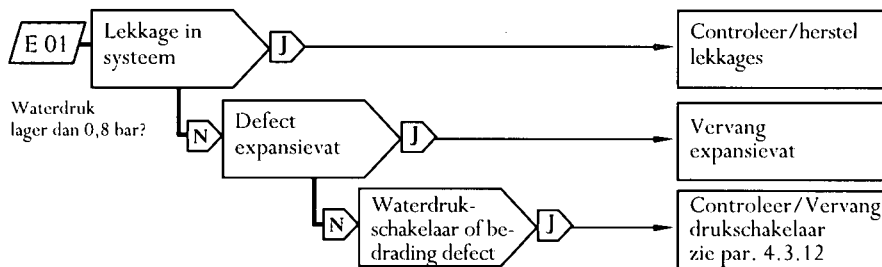 E 01
Lekkage in
systeem
J
Controleer/herstel
lekkages
Waterdruk
lager dan 0,8 bar?
N
Defect
expansievat
J
Vervang
expansievat
N
Waterdruk-
schakelaar of be-
drading defect
J
Controleer/Vervang
drukschakelaar
zie par. 4.3.12